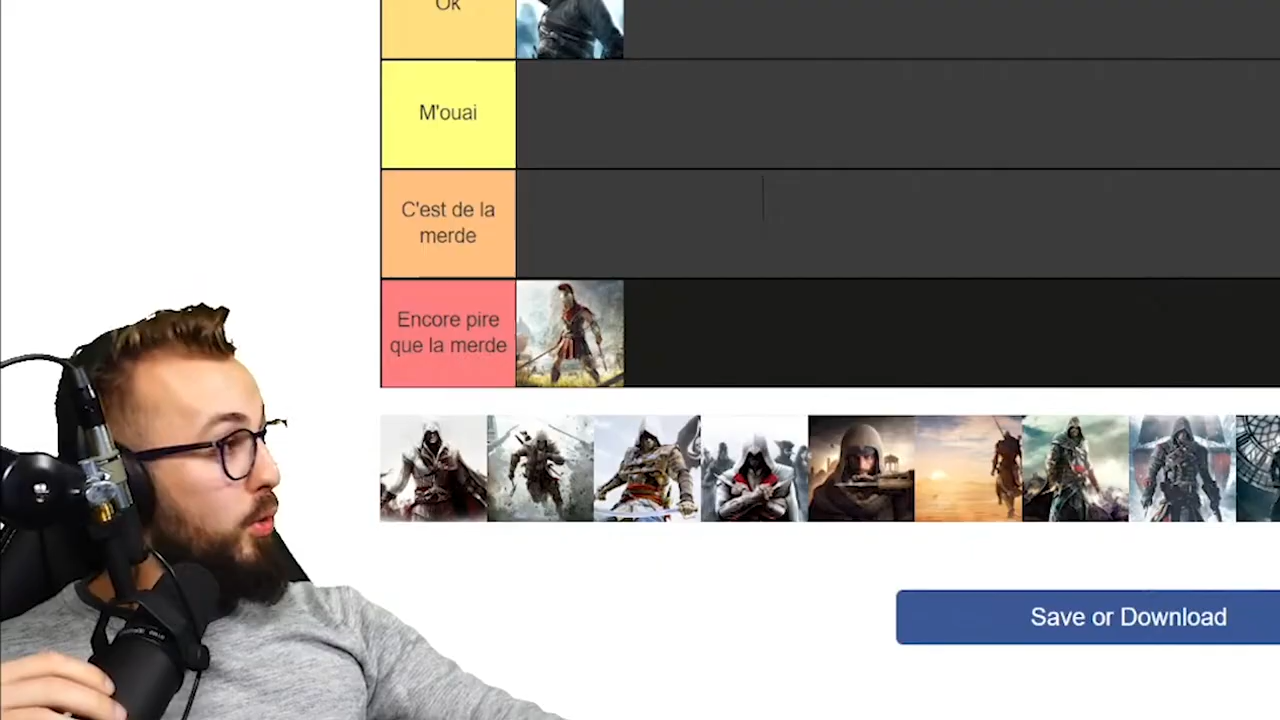 Ok
M'ouai
C'est de la
merde
Encore pire
que la merde
Save or Download